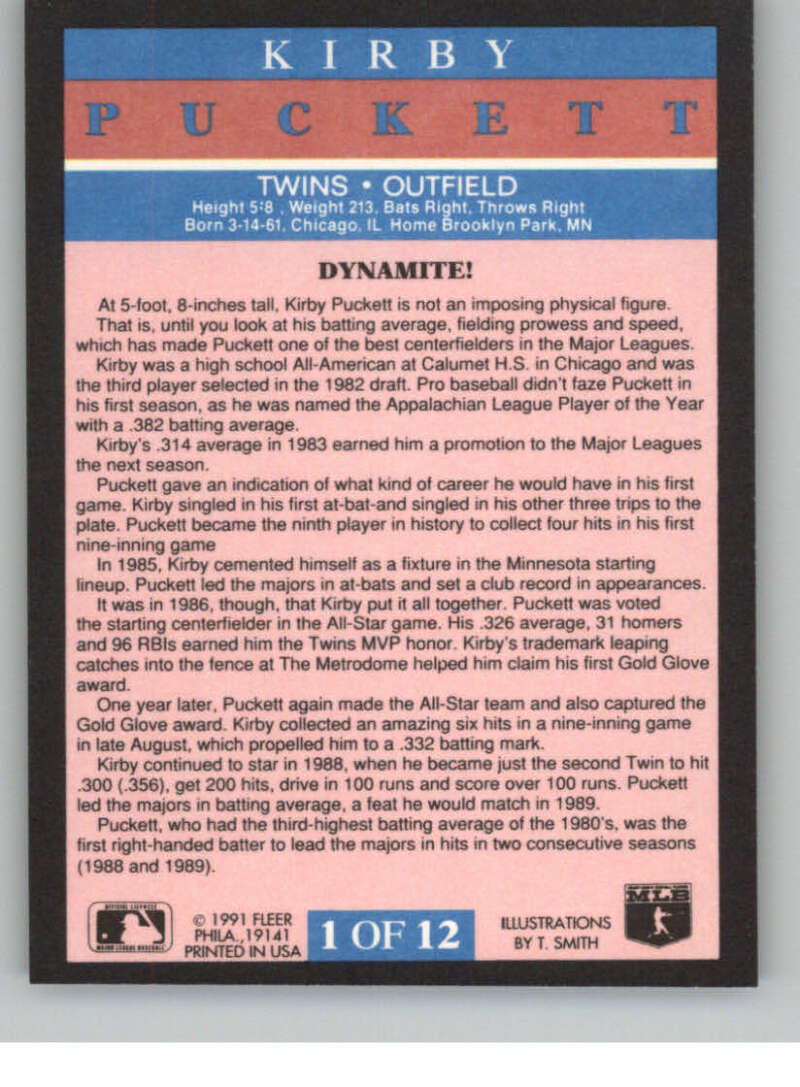 KIRBY
PUCKETT
TWINS • OUTFIELD
Height 5'8 , Weight 213, Bats Right, Throws Right
Born 3-14-61, Chicago, IL Home Brooklyn Park, MN
DYNAMITE!
At 5-foot, 8-inches tall, Kirby Puckett is not an imposing physical figure.
That is, until you look at his batting average, fielding prowess and speed,
which has made Puckett one of the best centerfielders in the Major Leagues.
Kirby was a high school All-American at Calumet H.S. in Chicago and was
the third player selected in the 1982 draft. Pro baseball didn't faze Puckett in
his first season, as he was named the Appalachian League Player of the Year
with a .382 batting average.
Kirby's .314 average in 1983 earned him a promotion to the Major Leagues
the next season.
Puckett gave an indication of what kind of career he would have in his first
game. Kirby singled in his first at-bat-and singled in his other three trips to the
plate. Puckett became the ninth player in history to collect four hits in his first
nine-inning game
In 1985, Kirby cemented himself as a fixture in the Minnesota starting
lineup. Puckett led the majors in at-bats and set a club record in appearances.
It was in 1986, though, that Kirby put it all together. Puckett was voted
the starting centerfielder in the All-Star game. His .326 average, 31 homers
and 96 RBIs earned him the Twins MVP honor. Kirby's trademark leaping
catches into the fence at The Metrodome helped him claim his first Gold Glove
award.
One year later, Puckett again made the All-Star team and also captured the
Gold Glove award. Kirby collected an amazing six hits in a nine-inning game
in late August, which propelled him to a .332 batting mark.
Kirby continued to star in 1988, when he became just the second Twin to hit
.300 (.356), get 200 hits, drive in 100 runs and score over 100 runs. Puckett
led the majors in batting average, a feat he would match in 1989.
Puckett, who had the third-highest batting average of the 1980's, was the
first right-handed batter to lead the majors in hits in two consecutive seasons
(1988 and 1989).
OFFICIAL LICENSEE
MAJOR LEAGUE BASEBALL
© 1991 FLEER
PHILA.,19141
PRINTED IN USA
1 OF 12
ILLUSTRATIONS
BY T. SMITH
MLB